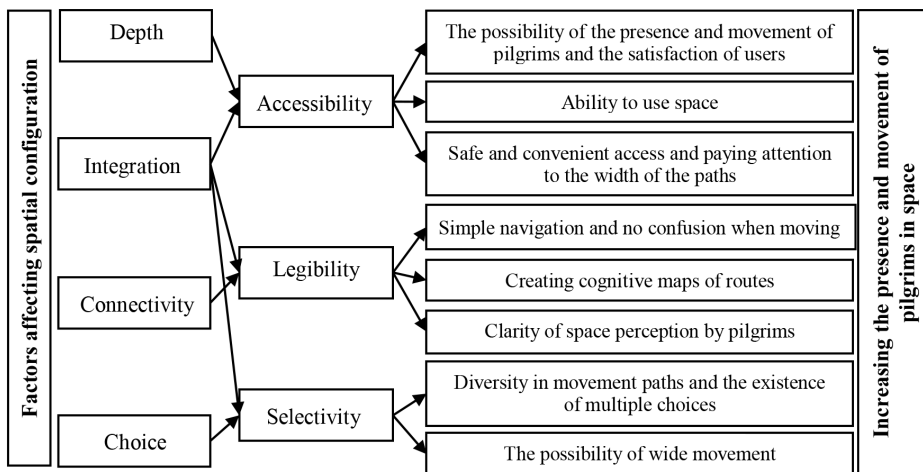 Factors affecting spatial configuration
Depth
Integration
Connectivity
Choice
Accessibility
Legibility
Selectivity
The possibility of the presence and movement of
pilgrims and the satisfaction of users
Ability to use space
Safe and convenient access and paying attention
to the width of the paths
Simple navigation and no confusion when moving
Creating cognitive maps of routes
Clarity of space perception by pilgrims
Diversity in movement paths and the existence
of multiple choices
The possibility of wide movement
Increasing the presence and movement of
pilgrims in space